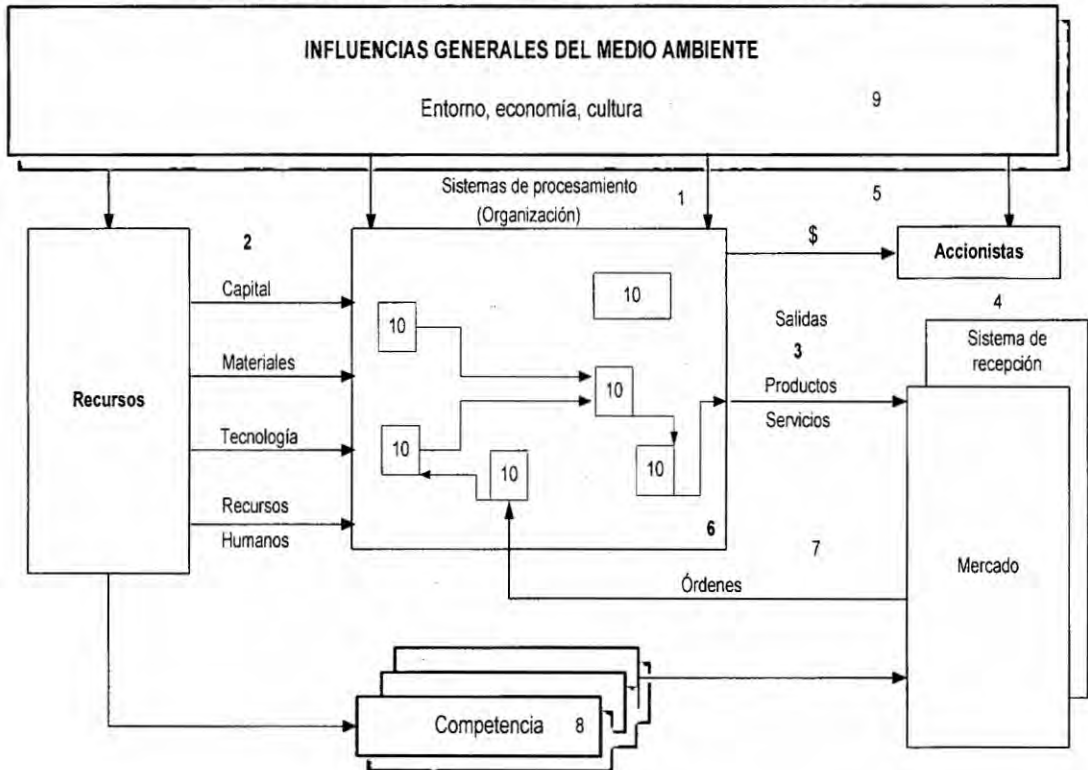 INFLUENCIAS GENERALES DEL MEDIO AMBIENTE
Entorno, economía, cultura 9
Sistemas de procesamiento
(Organización)
1
5
2
Recursos
Capital
Materiales
Tecnología
Recursos
Humanos
10
10
10
10
10
10
6
$
Accionistas
Salidas
3
Productos
Servicios
4
Sistema de
recepción
Mercado
7
Órdenes
Competencia 8